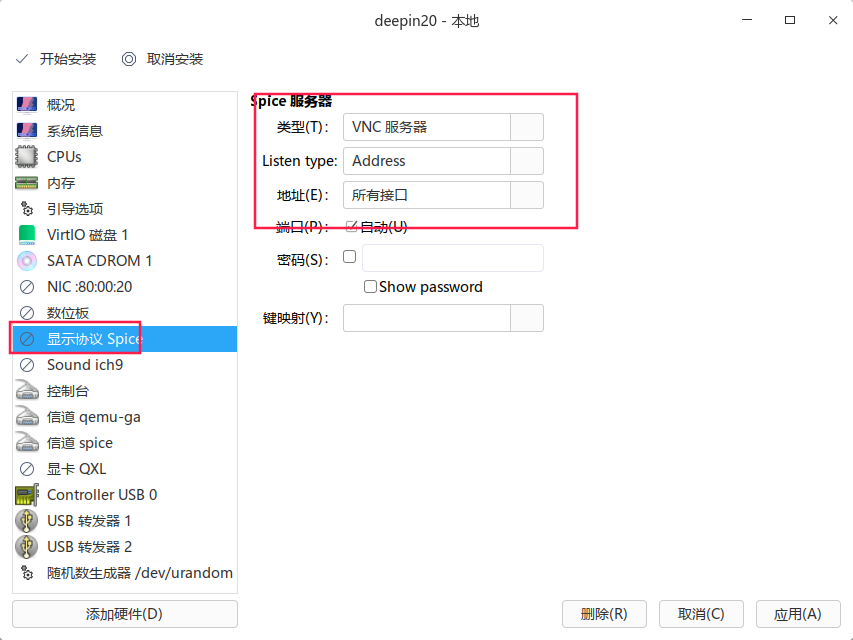 deepin20 - 本地
开始安装 取消安装
概况
系统信息
CPUs
内存
引导选项
VirtIO 磁盘 1
SATA CDROM 1
NIC :80:00:20
数位板
显示协议 Spice
Sound ich9
控制台
信道 qemu-ga
信道 spice
显卡 QXL
Controller USB 0
USB 转发器 1
USB 转发器 2
随机数生成器 /dev/urandom
添加硬件(D)
Spice 服务器
类型(T): VNC 服务器
Listen type: Address
地址(E): 所有接口
端口(P): 自动(U)
密码(S):
Show password
键映射(Y):
删除(R) 取消(C) 应用(A)